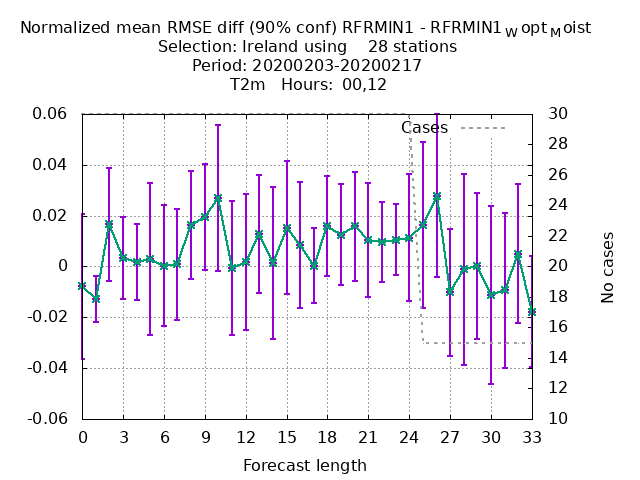 Normalized mean RMSE diff (90% conf) RFRMIN1 - RFRMIN1WoptMoist
Selection: Ireland using 28 stations
Period: 20200203-20200217
T2m Hours: 00,12
Cases
0.06
0.04
0.02
0
-0.02
-0.04
-0.06
30
28
26
24
22
20
18
16
14
12
10
No cases
0 3 6 9 12 15 18 21 24 27 30 33
Forecast length